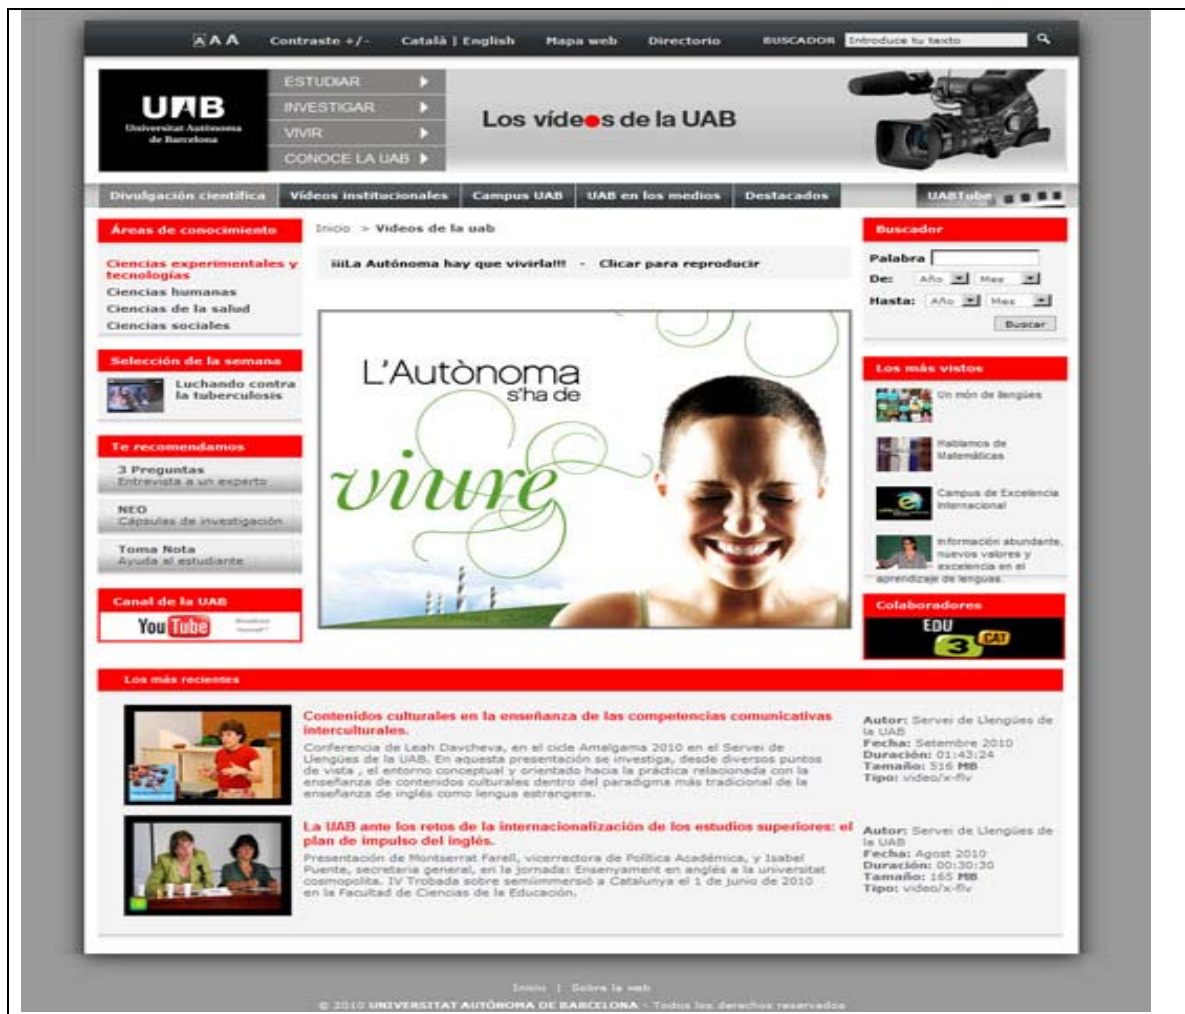 A A A Contraste +/- Català | English Mapa web Directorio BUSCADOR Introduce tu texto
UAB
Universitat Autònoma
de Barcelona
ESTUDIAR
INVESTIGAR
VIVIR
CONOCE LA UAB
Los vídeos de la UAB
Divulgación científica Vídeos institucionales Campus UAB UAB en los medios Destacados UABTube
Áreas de conocimiento
Ciencias experimentales y
tecnologías
Ciencias humanas
Ciencias de la salud
Ciencias sociales
Selección de la semana
Luchando contra
la tuberculosis
Te recomendamos
3 Preguntas
Entrevista a un experto
NEO
Cápsulas de investigación
Toma Nota
Ayuda al estudiante
Canal de la UAB
YouTube
Inicio > Videos de la uab
¡¡¡La Autónoma hay que vivirla!!! - Clicar para reproducir
L'Autònoma
s'ha de
viure
Buscador
Palabra
De: Año Mes
Hasta: Año Mes
Buscar
Los más vistos
Un món de llengües
Hablamos de
Matemáticas
Campus de Excelencia
Internacional
Información abundante,
nuevos valores y
excelencia en el
aprendizaje de lenguas.
Colaboradores
EDU
3
CAT
Los más recientes
Contenidos culturales en la enseñanza de las competencias comunicativas
interculturales.
Conferencia de Leah Davcheva, en el cicle Amalgama 2010 en el Servei de
Llengües de la UAB. En aquesta presentación se investiga, desde diversos puntos
de vista , el entorno conceptual y orientado hacia la práctica relacionada con la
enseñanza de contenidos culturales dentro del paradigma más tradicional de la
enseñanza de inglés como lengua estrangera.
Autor: Servei de Llengües de
la UAB
Fecha: Setembre 2010
Duración: 01:43:24
Tamaño: 516 MB
Tipo: video/x-flv
La UAB ante los retos de la internacionalización de los estudios superiores: el
plan de impulso del inglés.
Presentación de Montserrat Farell, vicerrectora de Política Académica, y Isabel
Puente, secretaria general, en la jornada: Ensenyament en anglès a la universitat
cosmopolita. IV Trobada sobre semiimmersió a Catalunya el 1 de junio de 2010
en la Facultad de Ciencias de la Educación.
Autor: Servei de Llengües de
la UAB
Fecha: Agost 2010
Duración: 00:30:30
Tamaño: 165 MB
Tipo: video/x-flv
Inicio | Sobre la web
© 2010 UNIVERSITAT AUTÒNOMA DE BARCELONA - Todos los derechos reservados